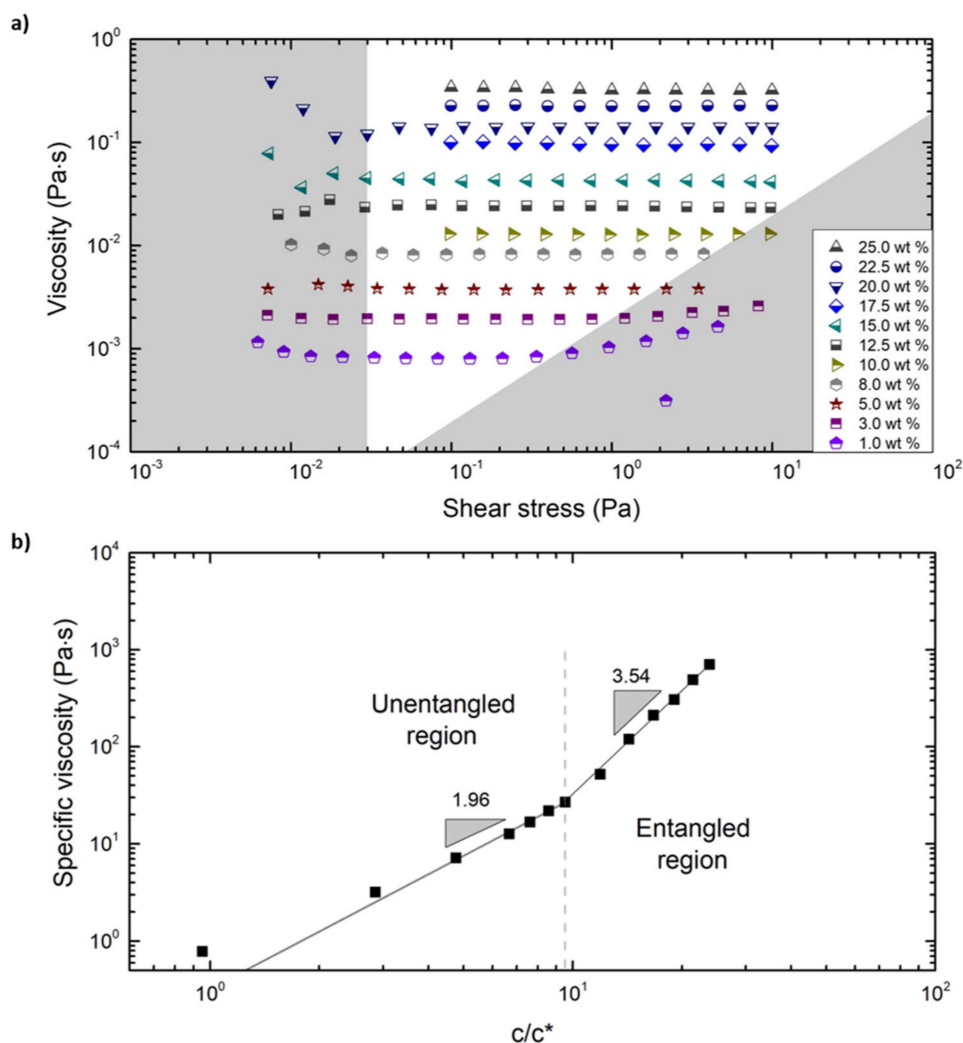 a)
10^0
10^-1
10^-2
10^-3
10^-4
Viscosity (Pa·s)
25.0 wt %
22.5 wt %
20.0 wt %
17.5 wt %
15.0 wt %
12.5 wt %
10.0 wt %
8.0 wt %
5.0 wt %
3.0 wt %
1.0 wt %
10^-3 10^-2 10^-1 10^0 10^1 10^2
Shear stress (Pa)
b)
10^4
10^3
10^2
10^1
10^0
Specific viscosity (Pa·s)
3.54
Unentangled
region
1.96
Entangled
region
10^0 10^1 10^2
c/c*